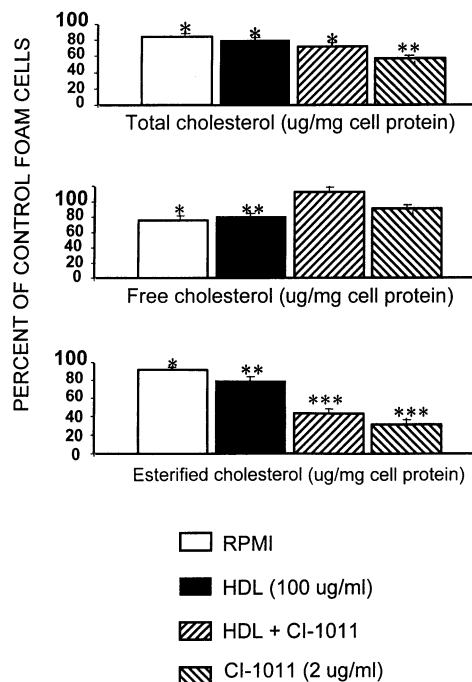 PERCENT OF CONTROL FOAM CELLS
100
80
60
40
20
0
* * * **
Total cholesterol (ug/mg cell protein)
100
80
60
40
20
0
* **
Free cholesterol (ug/mg cell protein)
100
80
60
40
20
0
* ** *** ***
Esterified cholesterol (ug/mg cell protein)
RPMI
HDL (100 ug/ml)
HDL + CI-1011
CI-1011 (2 ug/ml)